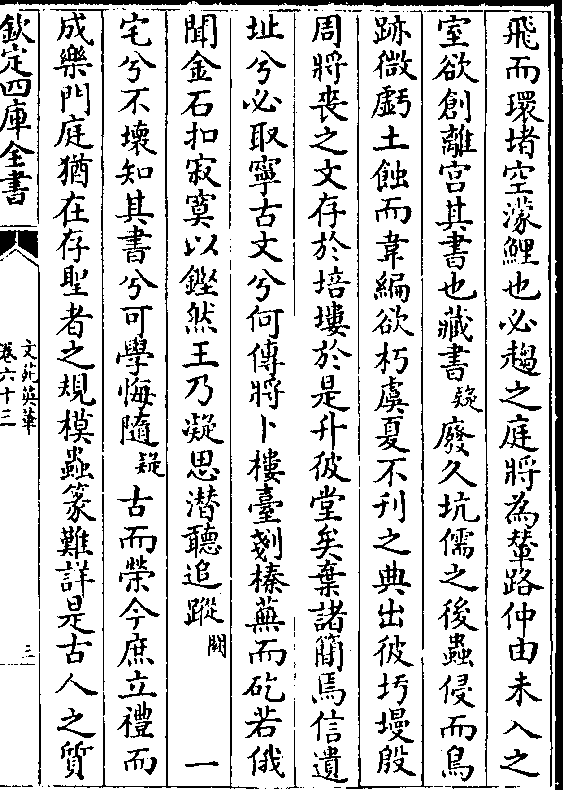 飛而環堵空濛鯉也必趨之庭將為輦路仲由未入之
室欲創離宮其書也藏書疑廢久坑儒之後蟲侵而鳥
跡微虧土蝕而韋編欲朽虞夏不刊之典出彼圬墁殷
周將喪之文存於培塿於是升彼堂矣棄諸簡焉信遺
址兮必取寧古文兮何傳將卜樓臺剗榛蕪而矻若俄
聞金石扣寂寞以鏗然王乃凝思潛聽追蹤闕一
宅兮不壞知其書兮可學悔隨疑古而榮今庶立禮而
成樂門庭猶在存聖者之規模蟲篆難詳是古人之質
欽定四庫全書
文苑英華
卷六十三
三